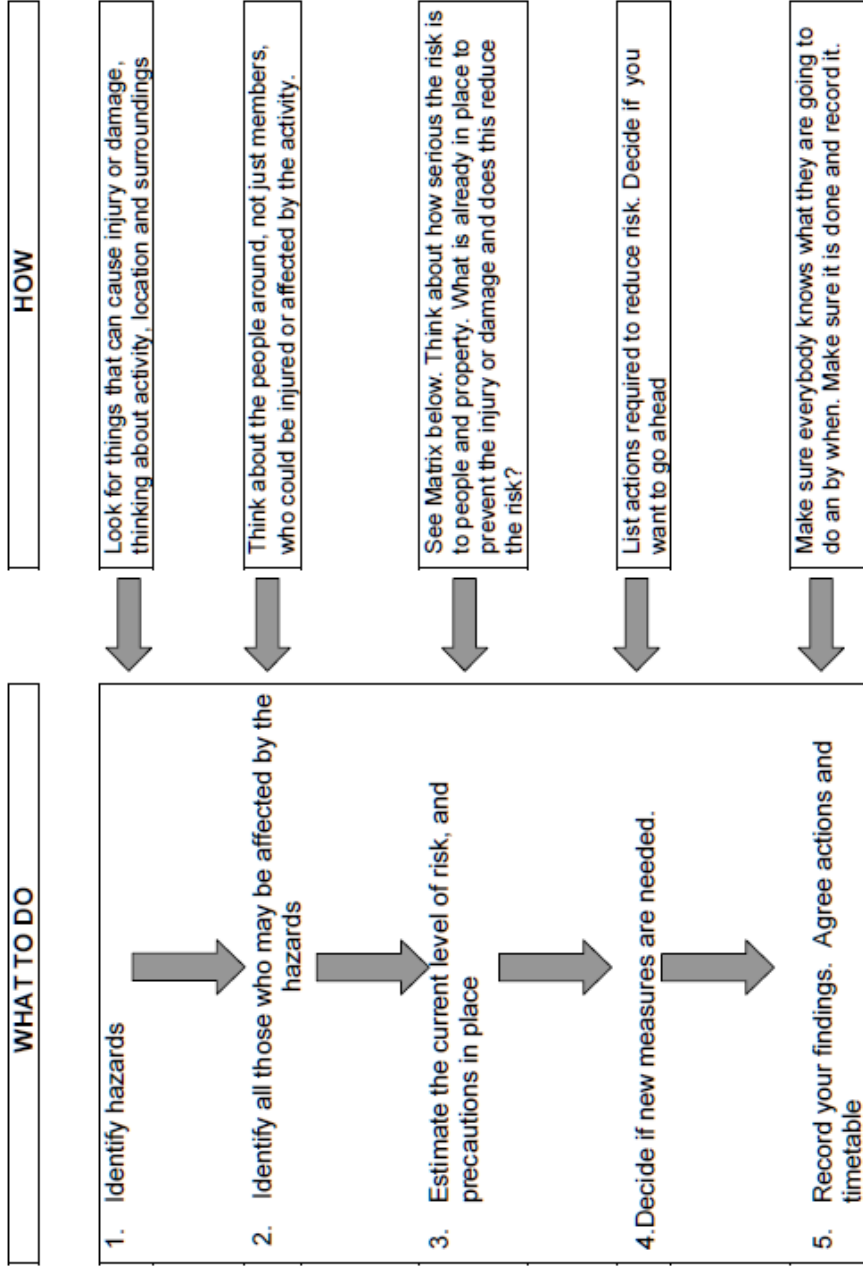 WHAT TO DO
HOW
1. Identify hazards
Look for things that can cause injury or damage,
thinking about activity, location and surroundings
2. Identify all those who may be affected by the
hazards
Think about the people around, not just members,
who could be injured or affected by the activity.
3. Estimate the current level of risk, and
precautions in place
See Matrix below. Think about how serious the risk is
to people and property. What is already in place to
prevent the injury or damage and does this reduce
the risk?
4.Decide if new measures are needed.
List actions required to reduce risk. Decide if you
want to go ahead
5. Record your findings. Agree actions and
timetable
Make sure everybody knows what they are going to
do an by when. Make sure it is done and record it.